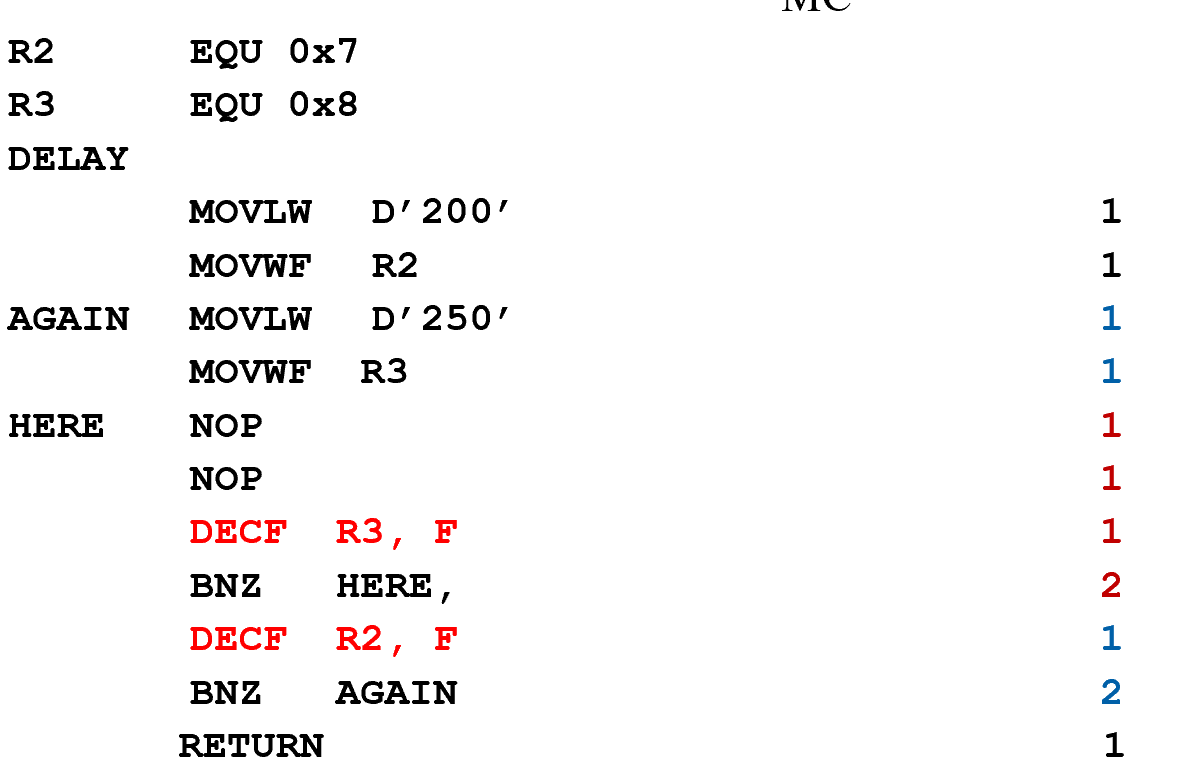 MC
R2 EQU 0x7
R3 EQU 0x8
DELAY
MOVLW D’200’ 1
MOVWF R2 1
AGAIN MOVLW D’250’ 1
MOVWF R3 1
HERE NOP 1
NOP 1
DECF R3, F 1
BNZ HERE, 2
DECF R2, F 1
BNZ AGAIN 2
RETURN 1